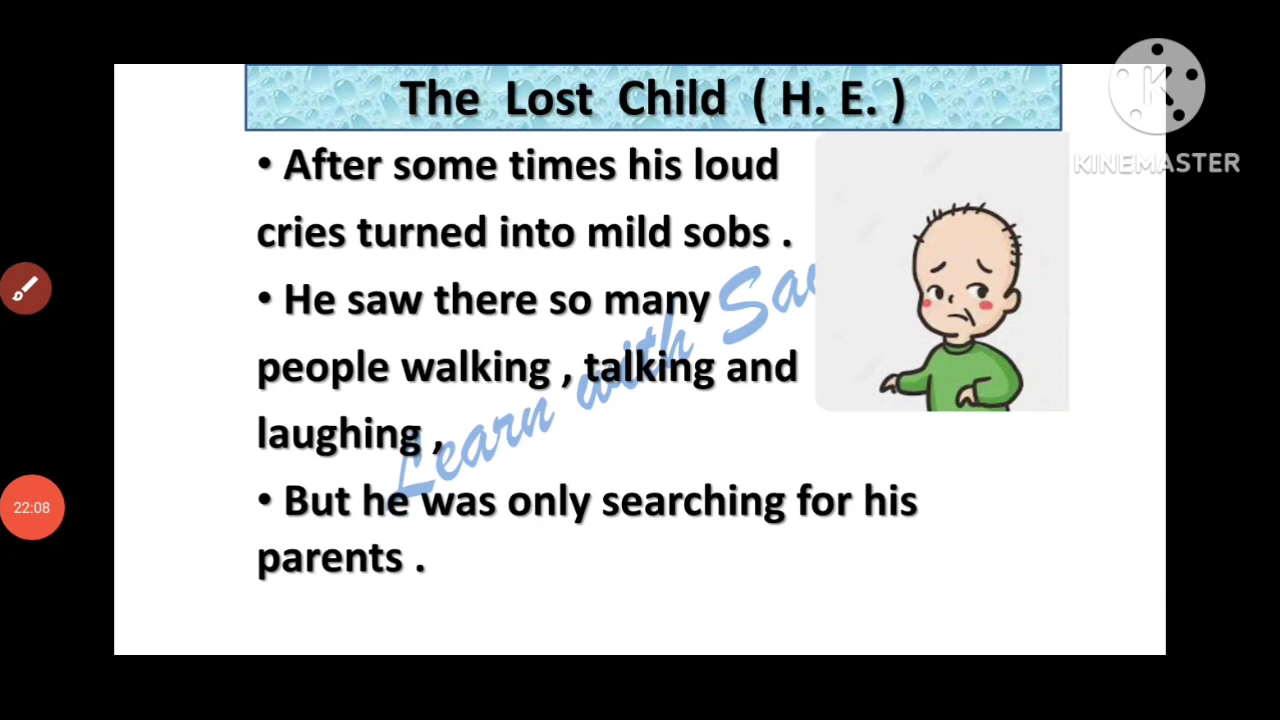 The Lost Child ( H. E. )
KINEMASTER
• After some times his loud
cries turned into mild sobs .
• He saw there so many
people walking , talking and
laughing ,
• But he was only searching for his
parents .
Learn with
22:08